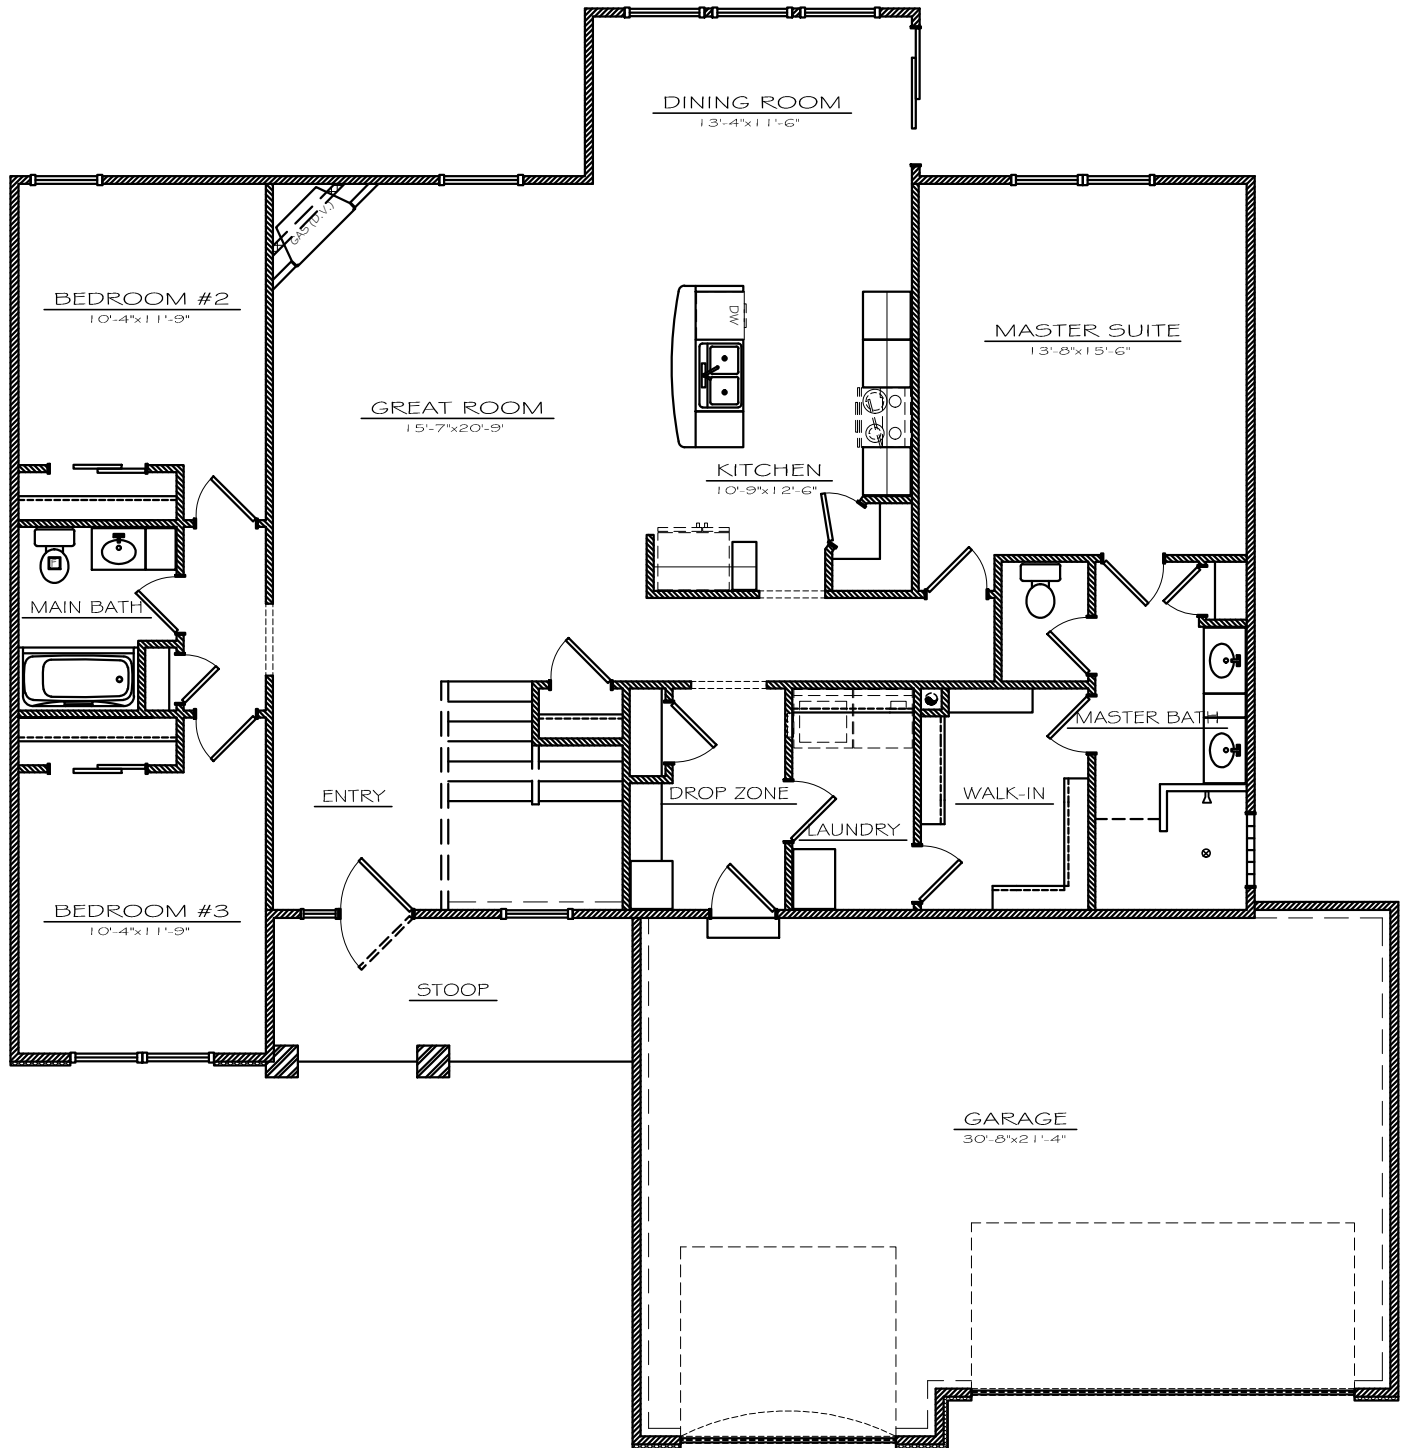 DINING ROOM
13'-4"x11'-6"
GAS (D.V.)
BEDROOM #2
10'-4"x11'-9"
DW
MASTER SUITE
13'-8"x15'-6"
GREAT ROOM
15'-7"x20'-9'
KITCHEN
10'-9"x12'-6"
MAIN BATH
MASTER BATH
ENTRY
DROP ZONE
WALK-IN
LAUNDRY
BEDROOM #3
10'-4"x11'-9"
STOOP
GARAGE
30'-8"x21'-4"